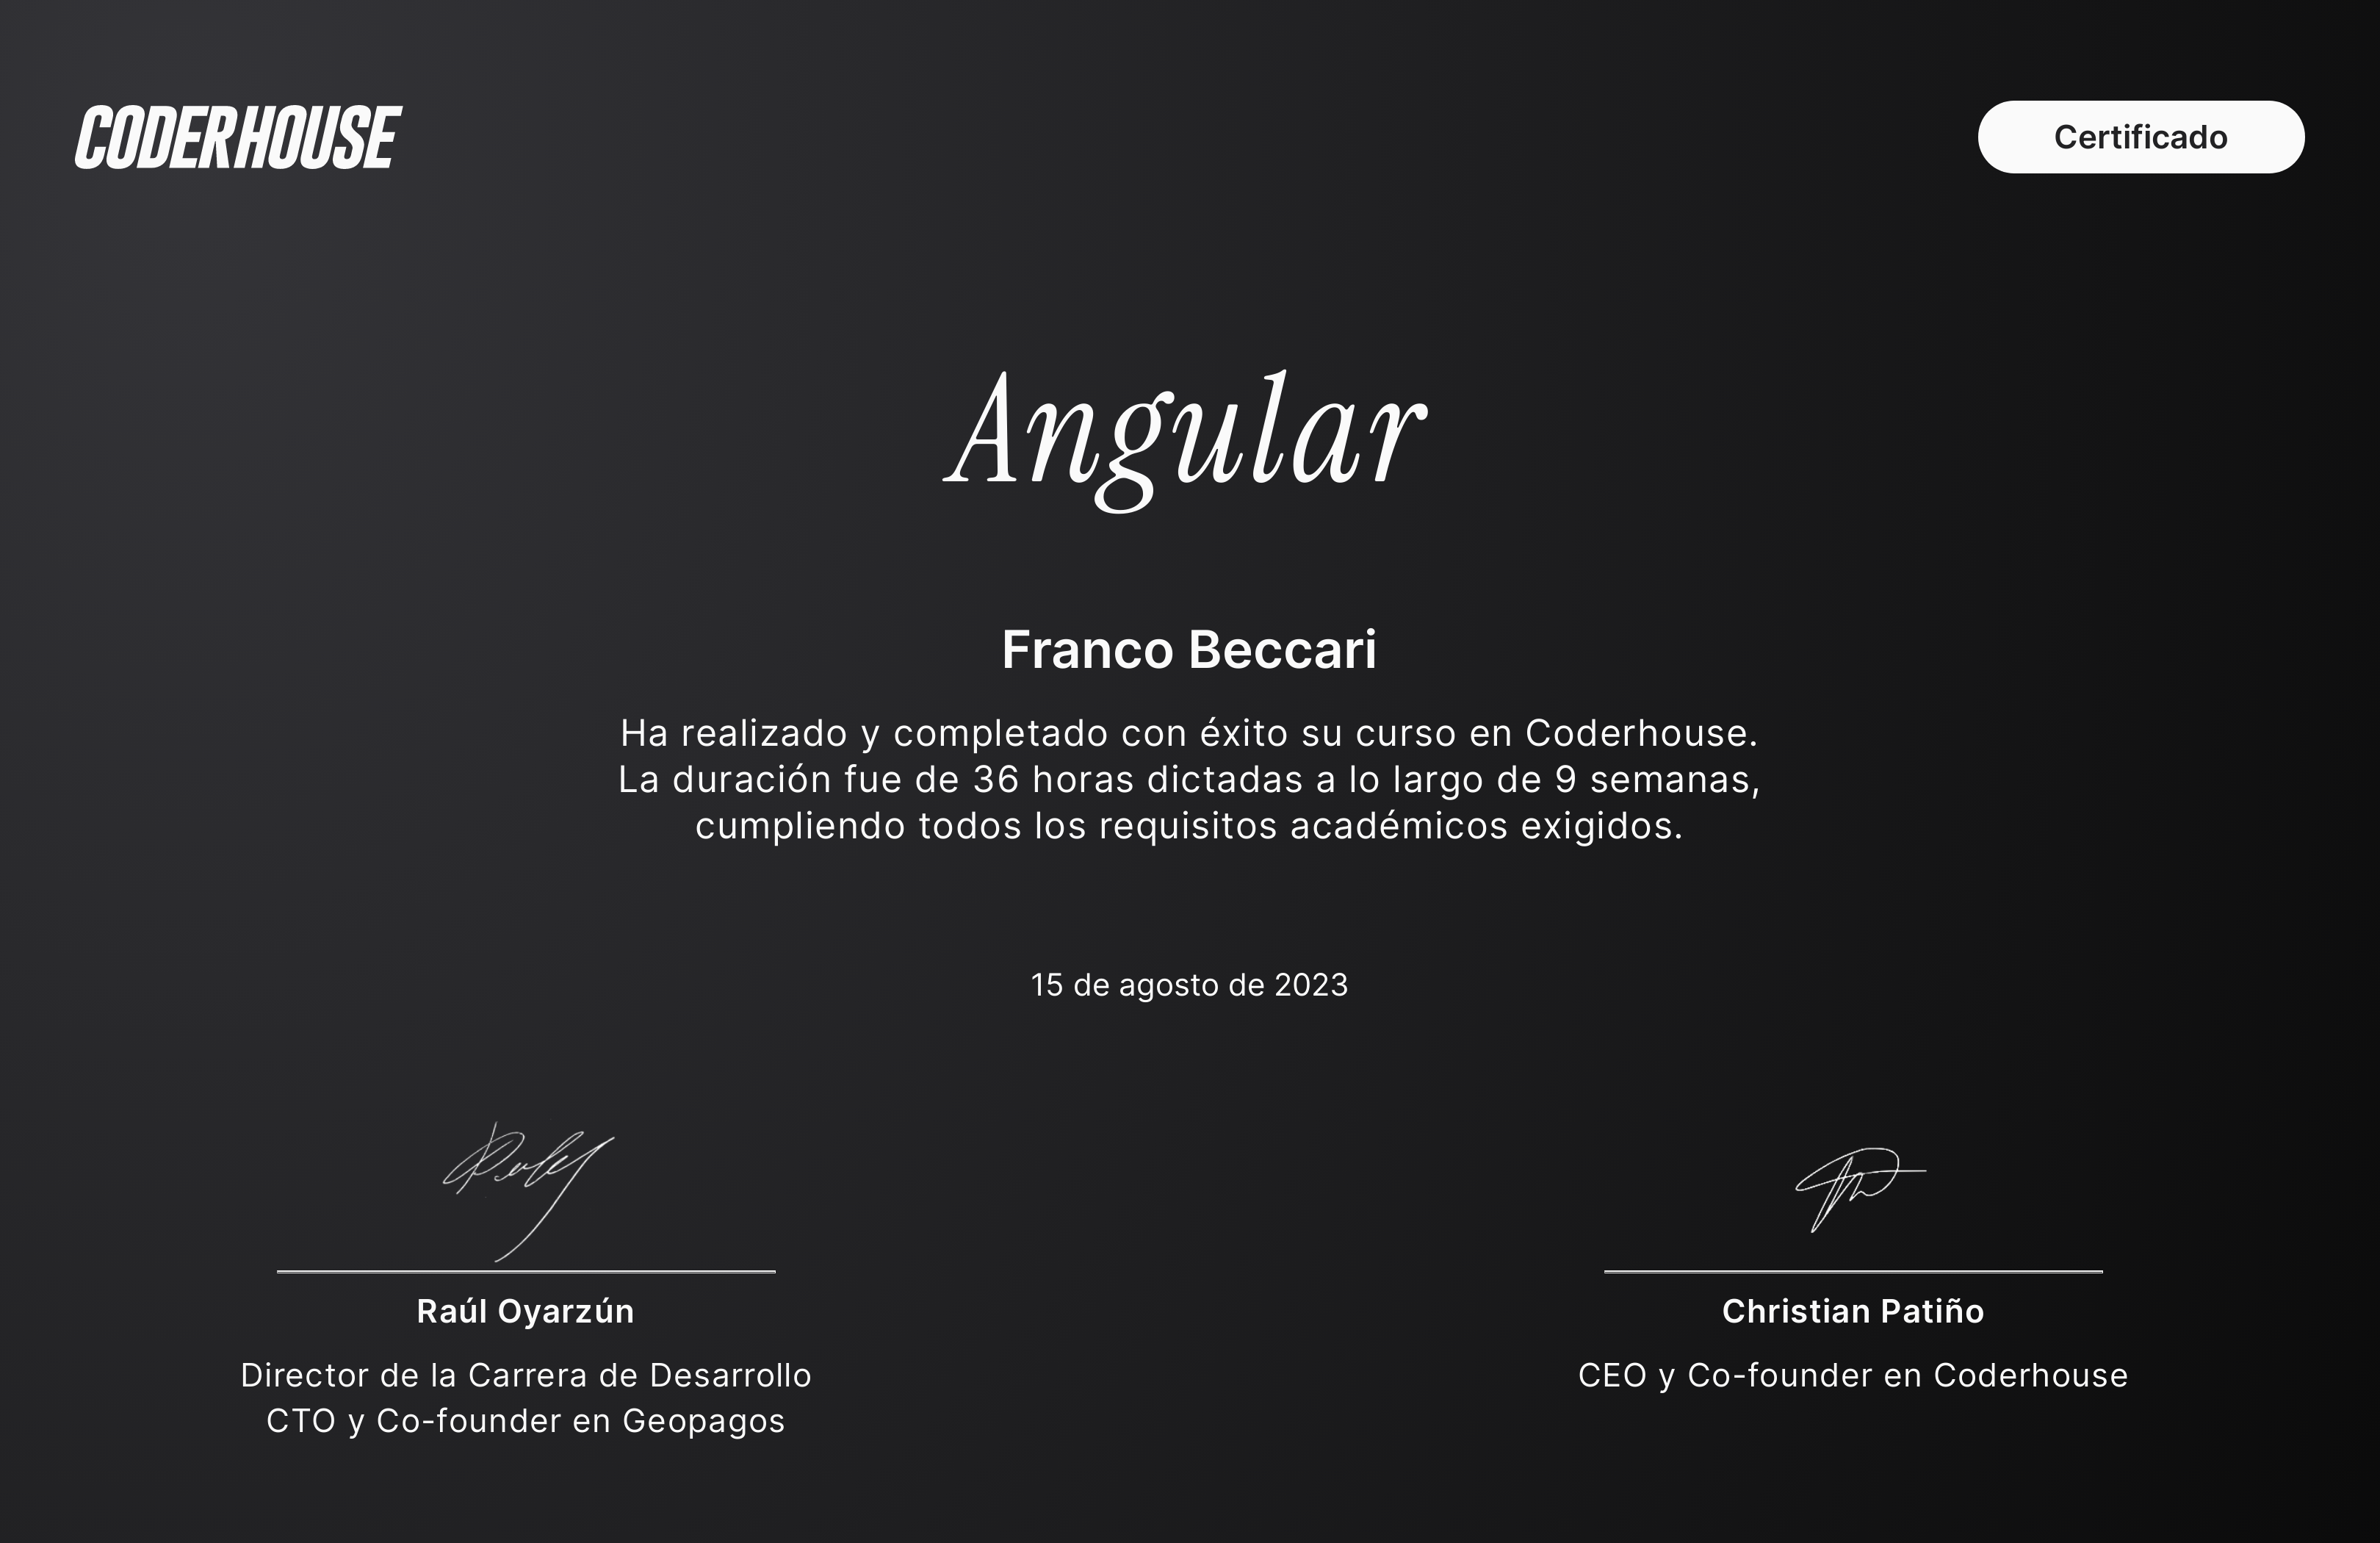 CODERHOUSE
Certificado
Angular
Franco Beccari
Ha realizado y completado con éxito su curso en Coderhouse.
La duración fue de 36 horas dictadas a lo largo de 9 semanas,
cumpliendo todos los requisitos académicos exigidos.
15 de agosto de 2023
Raúl Oyarzún
Director de la Carrera de Desarrollo
CTO y Co-founder en Geopagos
Christian Patiño
CEO y Co-founder en Coderhouse